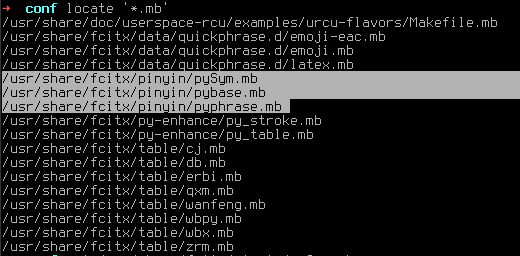 → conf locate '*.mb'
/usr/share/doc/userspace-rcu/examples/urcu-flavors/Makefile.mb
/usr/share/fcitx/data/quickphrase.d/emoji-eac.mb
/usr/share/fcitx/data/quickphrase.d/emoji.mb
/usr/share/fcitx/data/quickphrase.d/latex.mb
/usr/share/fcitx/pinyin/pySym.mb
/usr/share/fcitx/pinyin/pybase.mb
/usr/share/fcitx/pinyin/pyphrase.mb
/usr/share/fcitx/py-enhance/py_stroke.mb
/usr/share/fcitx/py-enhance/py_table.mb
/usr/share/fcitx/table/cj.mb
/usr/share/fcitx/table/db.mb
/usr/share/fcitx/table/erbi.mb
/usr/share/fcitx/table/qxm.mb
/usr/share/fcitx/table/wanfeng.mb
/usr/share/fcitx/table/wbpy.mb
/usr/share/fcitx/table/wbx.mb
/usr/share/fcitx/table/zrm.mb